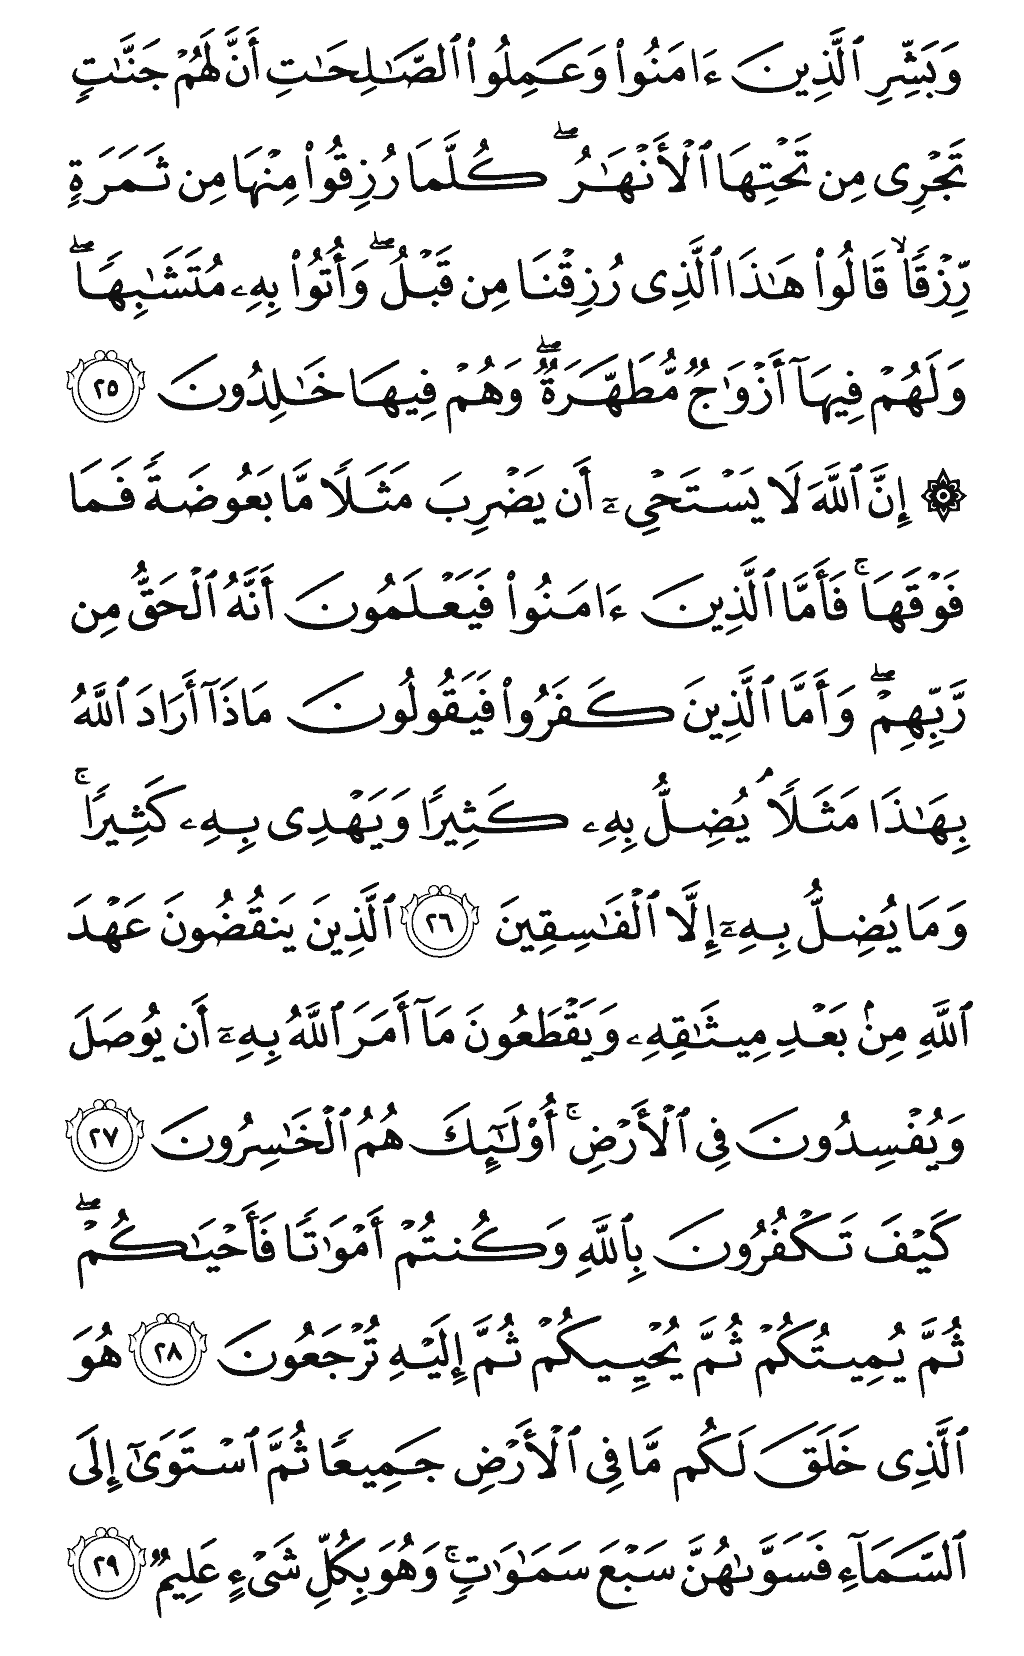 وَبَشِّرِ ٱلَّذِينَ ءَامَنُوا۟ وَعَمِلُوا۟ ٱلصَّٰلِحَٰتِ أَنَّ لَهُمْ جَنَّٰتٍ
تَجْرِى مِن تَحْتِهَا ٱلْأَنْهَٰرُ ۖ كُلَّمَا رُزِقُوا۟ مِنْهَا مِن ثَمَرَةٍ
رِّزْقًا ۙ قَالُوا۟ هَٰذَا ٱلَّذِى رُزِقْنَا مِن قَبْلُ ۖ وَأُتُوا۟ بِهِۦ مُتَشَٰبِهًا ۖ
وَلَهُمْ فِيهَآ أَزْوَٰجٌ مُّطَهَّرَةٌ ۖ وَهُمْ فِيهَا خَٰلِدُونَ ٢٥
۞ إِنَّ ٱللَّهَ لَا يَسْتَحْىِۦٓ أَن يَضْرِبَ مَثَلًا مَّا بَعُوضَةً فَمَا
فَوْقَهَا ۚ فَأَمَّا ٱلَّذِينَ ءَامَنُوا۟ فَيَعْلَمُونَ أَنَّهُ ٱلْحَقُّ مِن
رَّبِّهِمْ ۖ وَأَمَّا ٱلَّذِينَ كَفَرُوا۟ فَيَقُولُونَ مَاذَآ أَرَادَ ٱللَّهُ
بِهَٰذَا مَثَلًا ۘ يُضِلُّ بِهِۦ كَثِيرًا وَيَهْدِى بِهِۦ كَثِيرًا ۚ
وَمَا يُضِلُّ بِهِۦٓ إِلَّا ٱلْفَٰسِقِينَ ٢٦ ٱلَّذِينَ يَنقُضُونَ عَهْدَ
ٱللَّهِ مِنۢ بَعْدِ مِيثَٰقِهِۦ وَيَقْطَعُونَ مَآ أَمَرَ ٱللَّهُ بِهِۦٓ أَن يُوصَلَ
وَيُفْسِدُونَ فِى ٱلْأَرْضِ ۚ أُو۟لَٰٓئِكَ هُمُ ٱلْخَٰسِرُونَ ٢٧
كَيْفَ تَكْفُرُونَ بِٱللَّهِ وَكُنتُمْ أَمْوَٰتًا فَأَحْيَٰكُمْ ۖ
ثُمَّ يُمِيتُكُمْ ثُمَّ يُحْيِيكُمْ ثُمَّ إِلَيْهِ تُرْجَعُونَ ٢٨ هُوَ
ٱلَّذِى خَلَقَ لَكُم مَّا فِى ٱلْأَرْضِ جَمِيعًا ثُمَّ ٱسْتَوَىٰٓ إِلَى
ٱلسَّمَآءِ فَسَوَّىٰهُنَّ سَبْعَ سَمَٰوَٰتٍ ۚ وَهُوَ بِكُلِّ شَىْءٍ عَلِيمٌ ٢٩